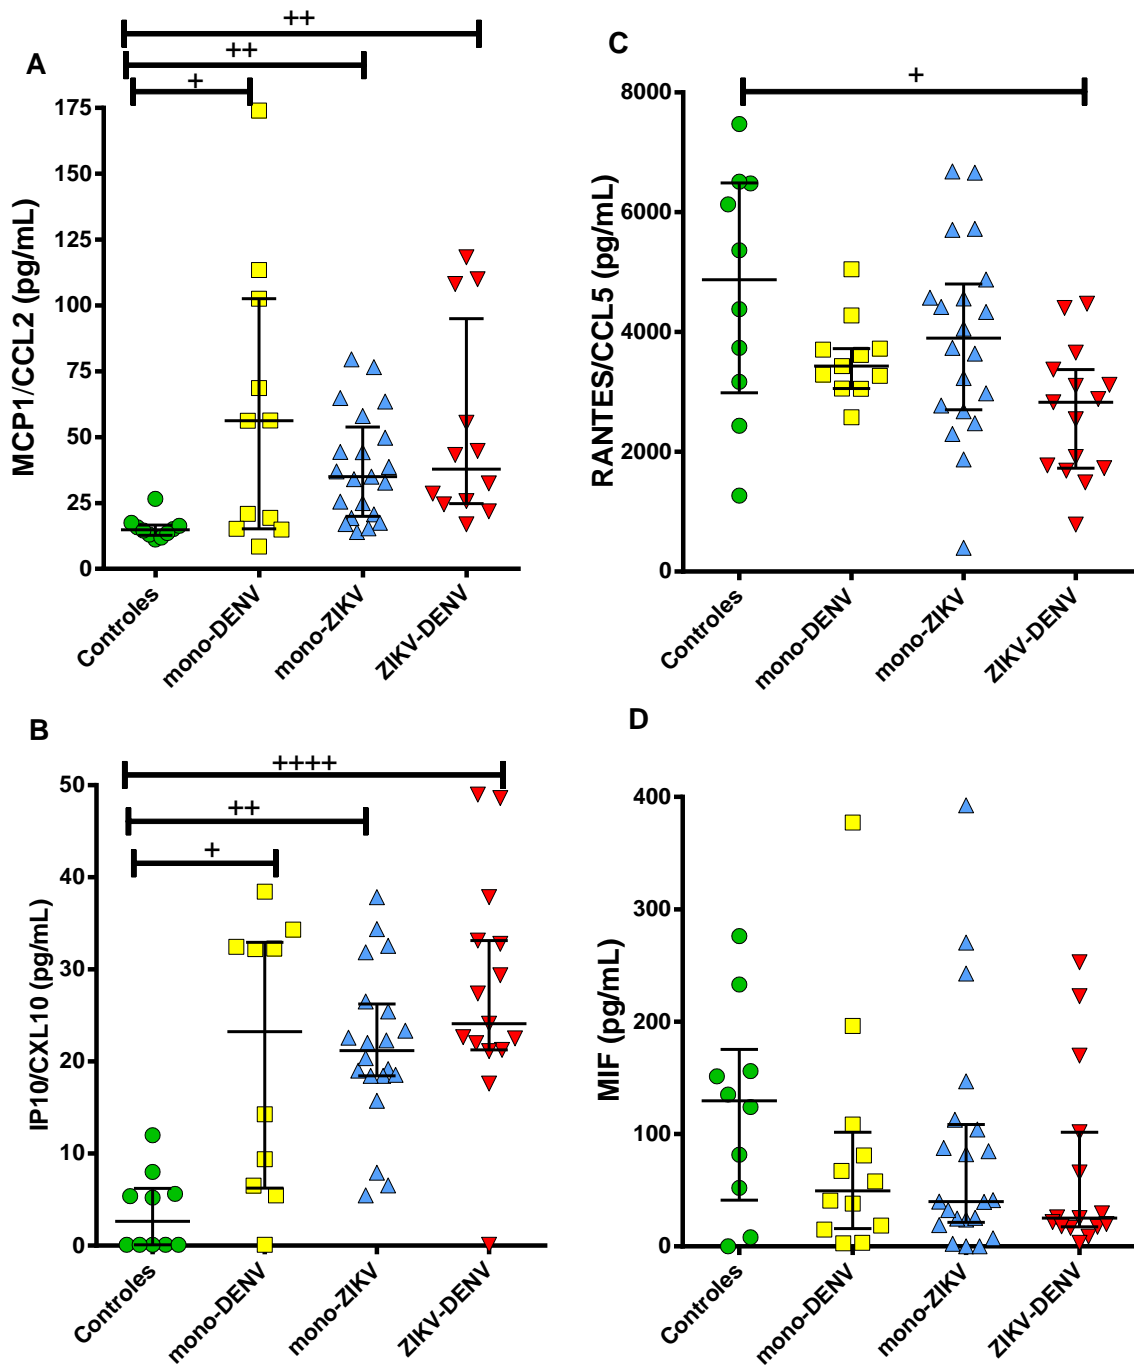 A
++
++
+
MCP1/CCL2 (pg/mL)
175
150
125
100
75
50
25
0
Controles
mono-DENV
mono-ZIKV
ZIKV-DENV
C
+
RANTES/CCL5 (pg/mL)
8000
6000
4000
2000
0
Controles
mono-DENV
mono-ZIKV
ZIKV-DENV
B
++++
++
+
IP10/CXL10 (pg/mL)
50
40
30
20
10
0
Controles
mono-DENV
mono-ZIKV
ZIKV-DENV
D
MIF (pg/mL)
400
300
200
100
0
Controles
mono-DENV
mono-ZIKV
ZIKV-DENV